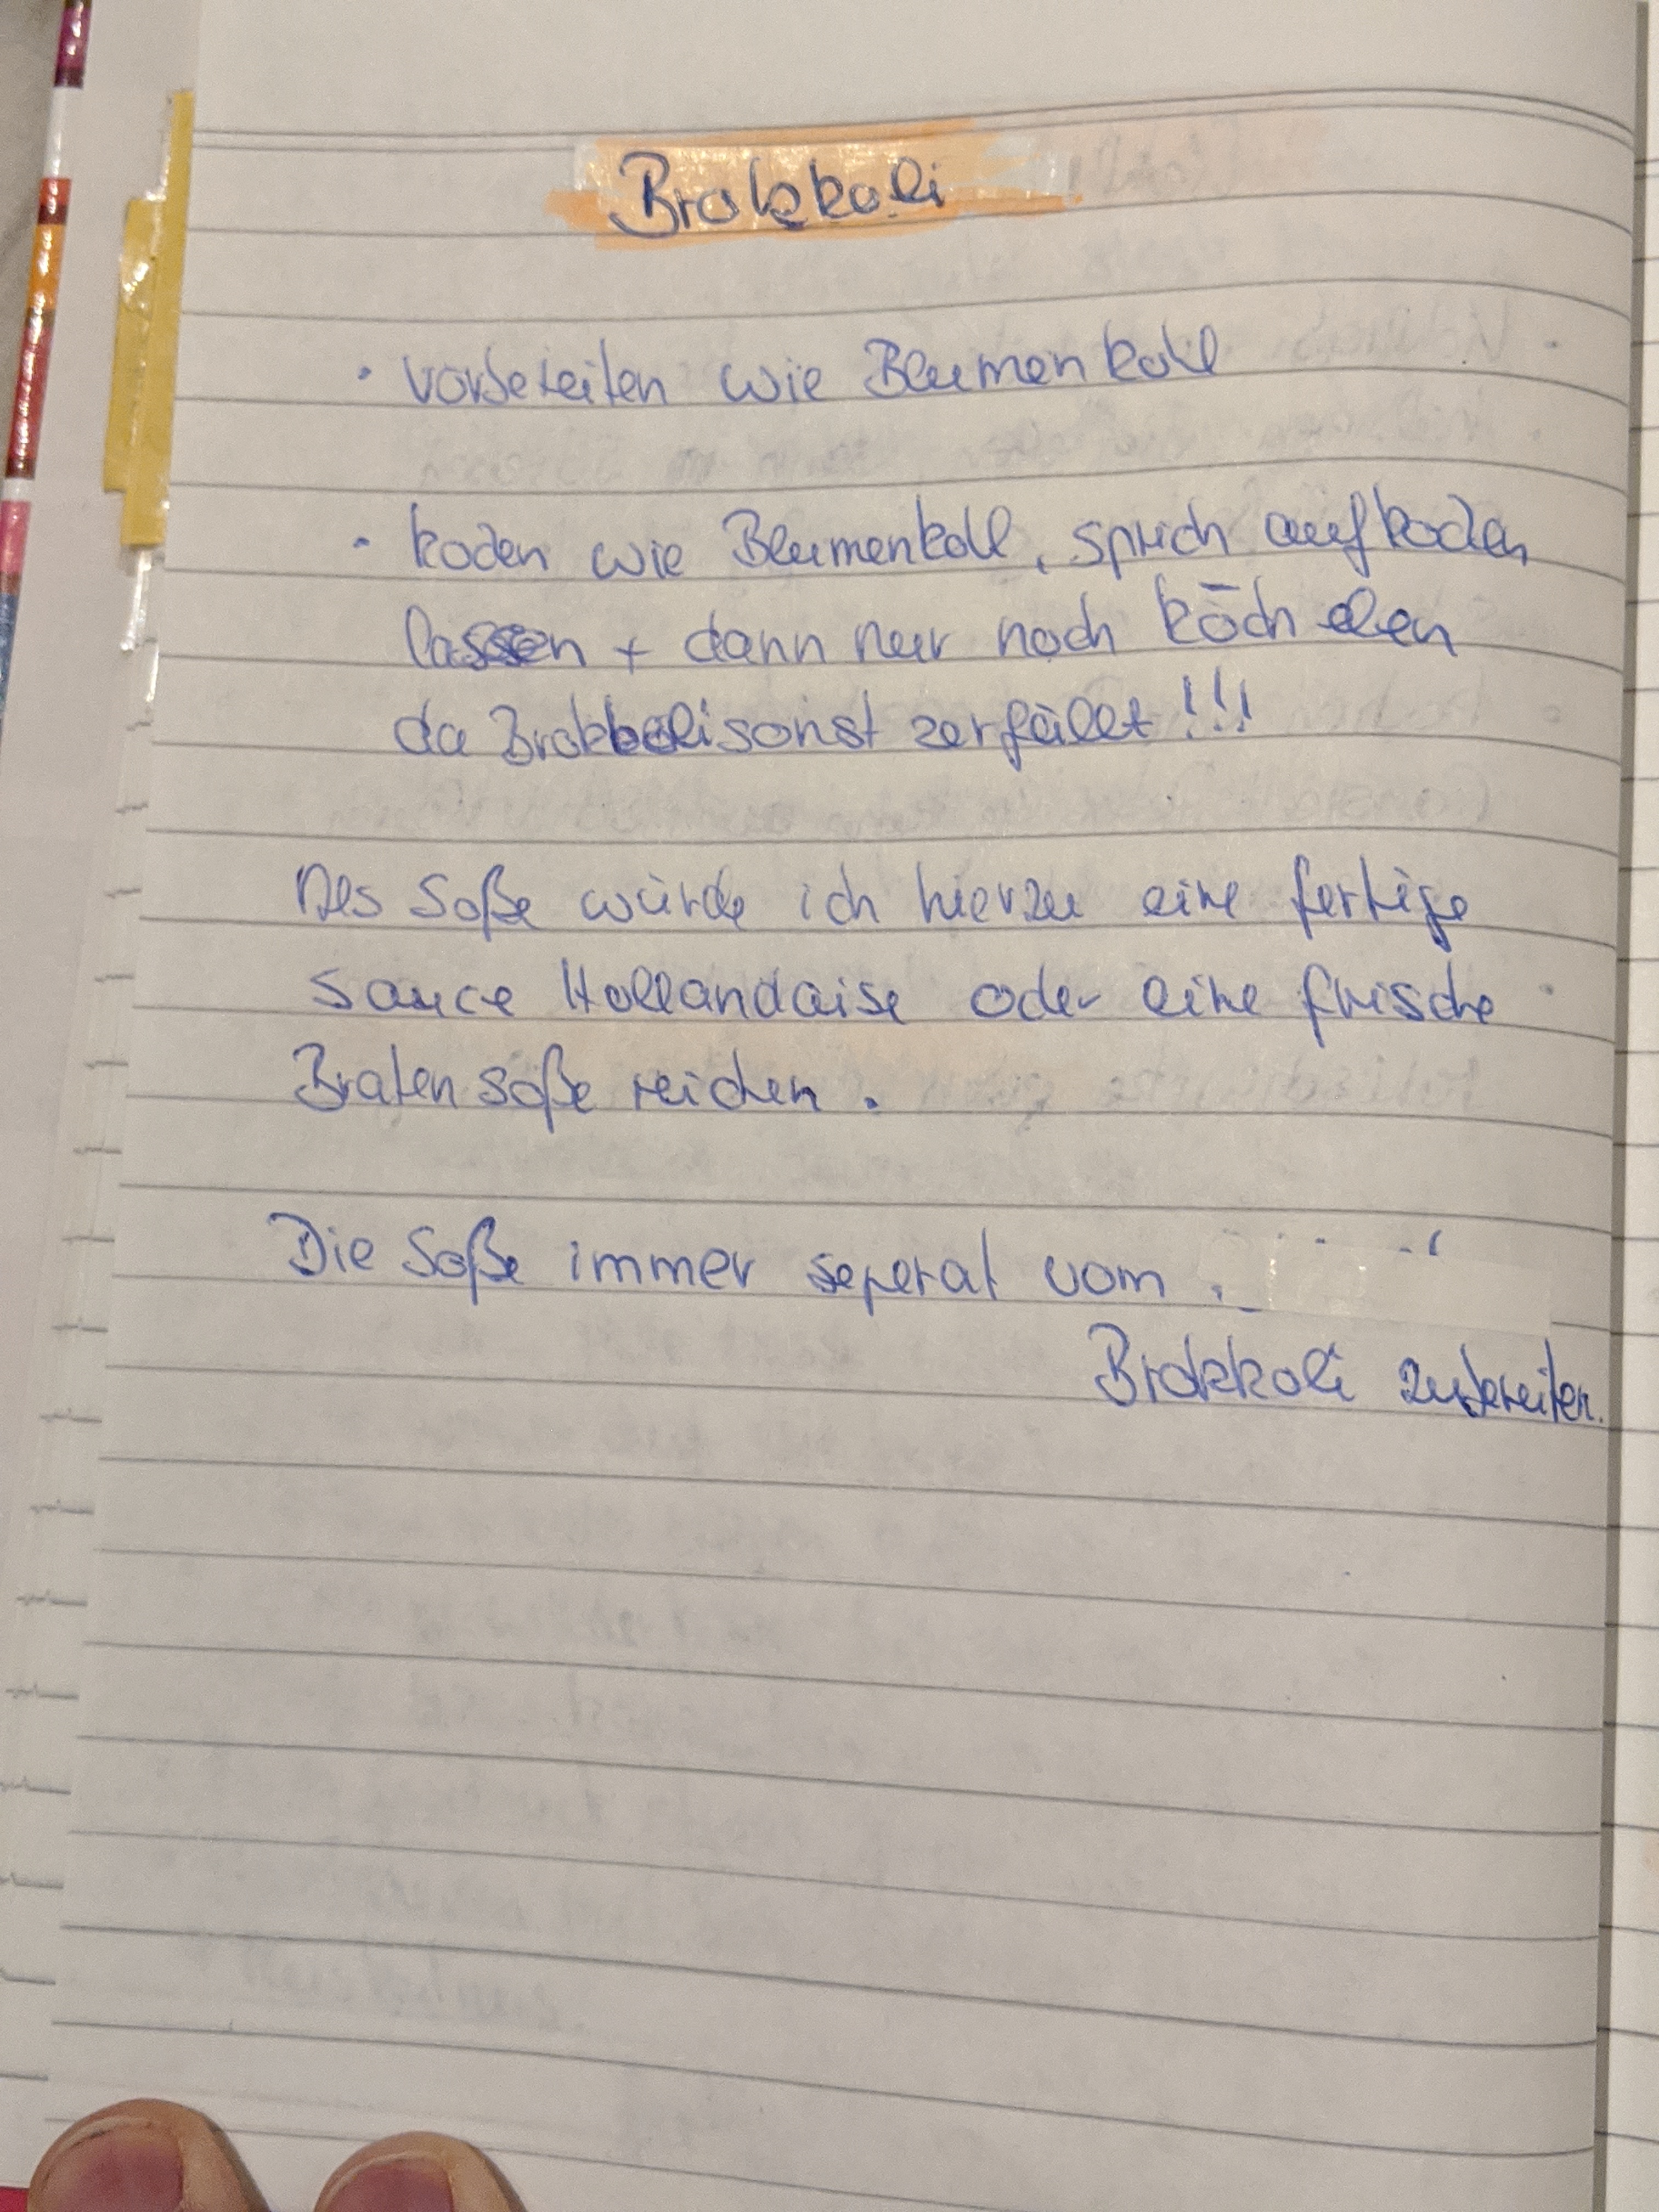 Brokkoli
· vorbereiten wie Blumenkohl
· kochen wie Blumenkohl, sprich aufkochen
lassen + dann nur noch köcheln
da Brokkoli sonst zerfällt!!!
Als Soße würde ich hierzu eine fertige
Sauce Hollandaise oder eine frische
Bratensoße reichen.
Die Soße immer seperat vom
Brokkoli zubereiten.